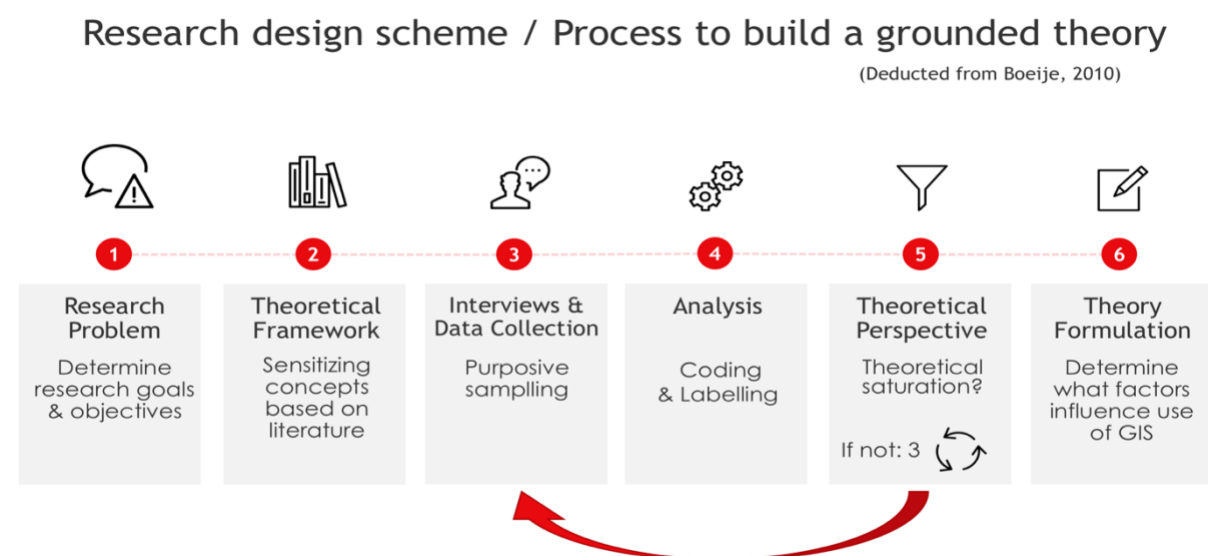 Research design scheme / Process to build a grounded theory
(Deducted from Boeije, 2010)
1
2
3
4
5
6
Research
Problem
Determine
research goals
& objectives
Theoretical
Framework
Sensitizing
concepts
based on
literature
Interviews &
Data Collection
Purposive
samplling
Analysis
Coding
& Labelling
Theoretical
Perspective
Theoretical
saturation?
If not: 3
Theory
Formulation
Determine
what factors
influence use
of GIS